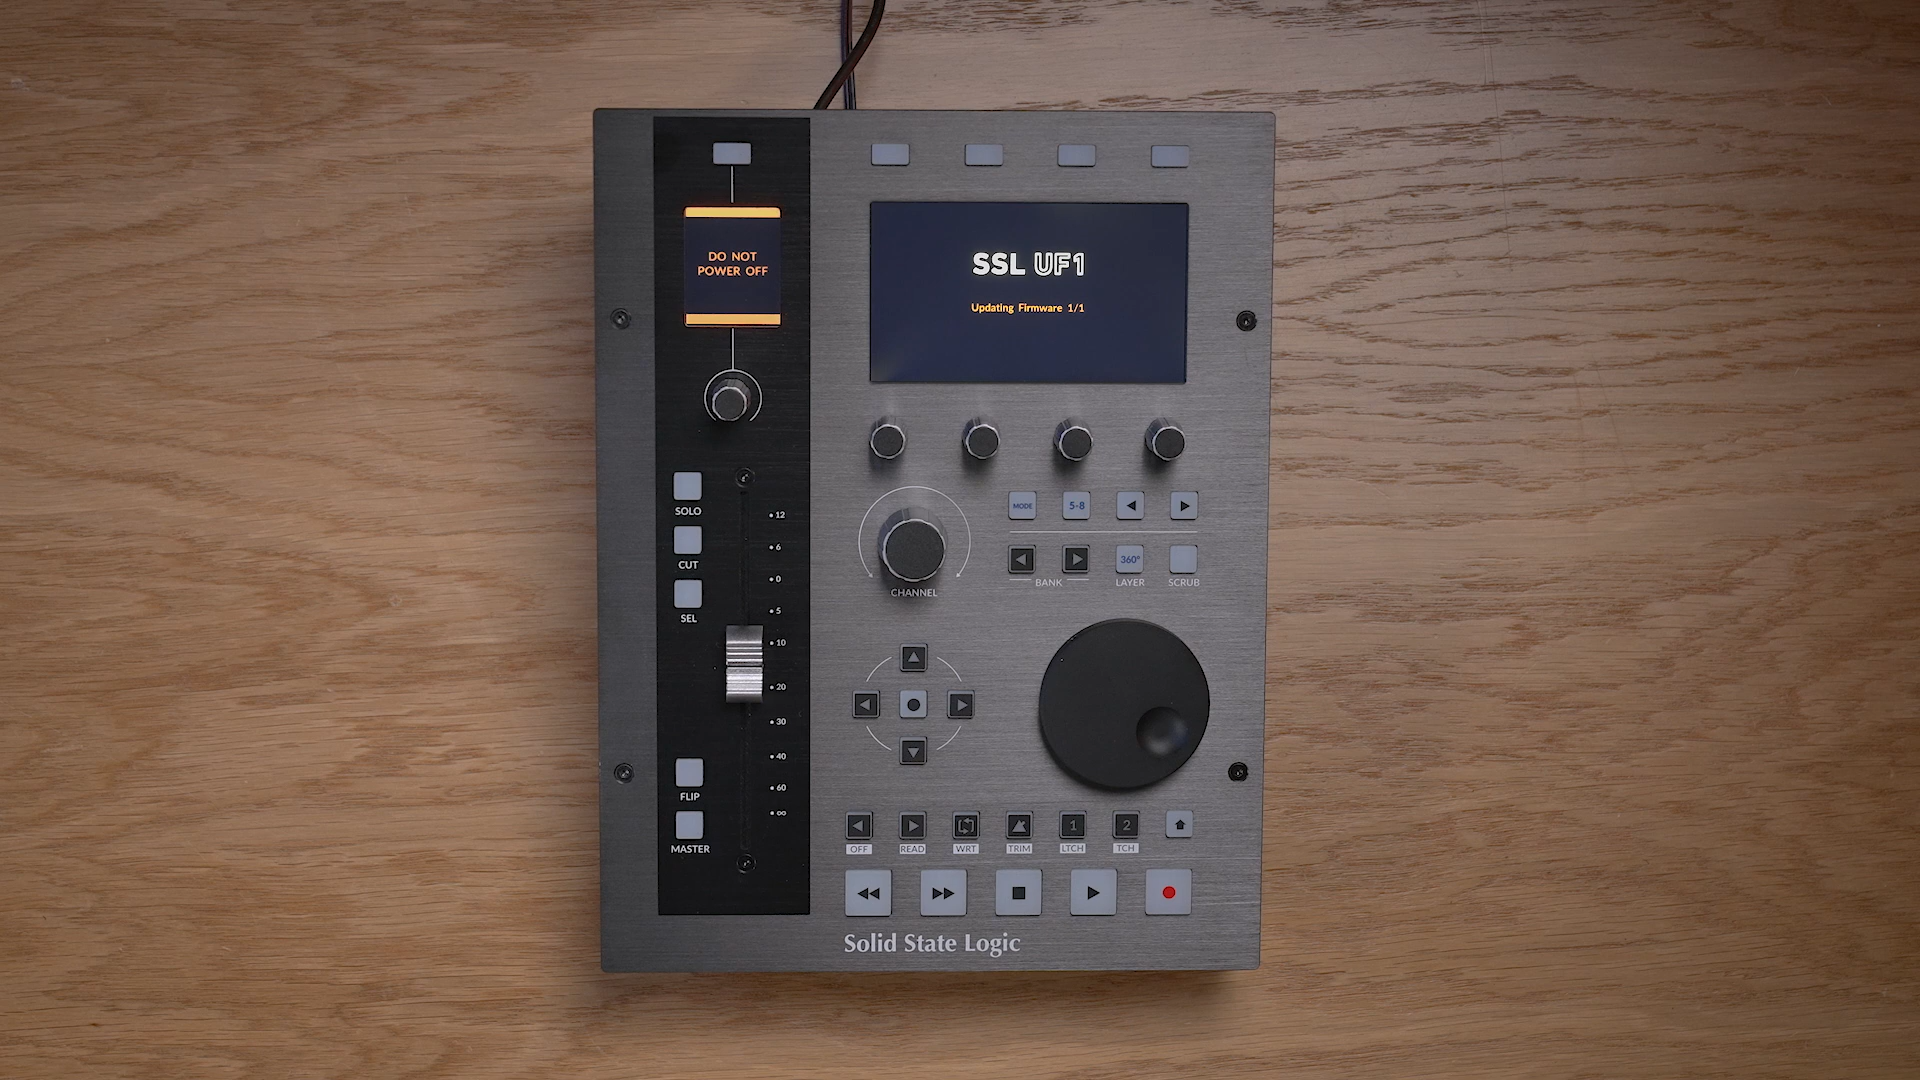 DO NOT
POWER OFF
SSL UF1
Updating Firmware 1/1
SOLO
CUT
SEL
12
6
0
5
10
20
30
40
60
∞
FLIP
MASTER
MODE
5-8
CHANNEL
BANK
360°
LAYER
SCRUB
1
2
OFF
READ
WRT
TRIM
LTCH
TCH
Solid State Logic